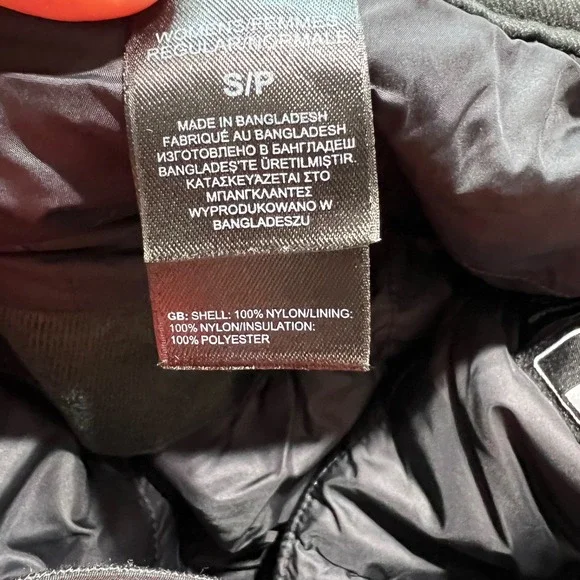 WOMENS/FEMMES
REGULAR/NORMALE
S/P
MADE IN BANGLADESH
FABRIQUÉ AU BANGLADESH
ИЗГОТОВЛЕНО В БАНГЛАДЕШ
BANGLADEŞ'TE ÜRETILMIŞTIR.
ΚΑΤΑΣΚΕΥΑΖΕΤΑΙ ΣΤΟ
ΜΠΑΝΓΚΛΑΝΤΕΣ
WYPRODUKOWANO W
BANGLADESZU
GB: SHELL: 100% NYLON/LINING:
100% NYLON/INSULATION:
100% POLYESTER